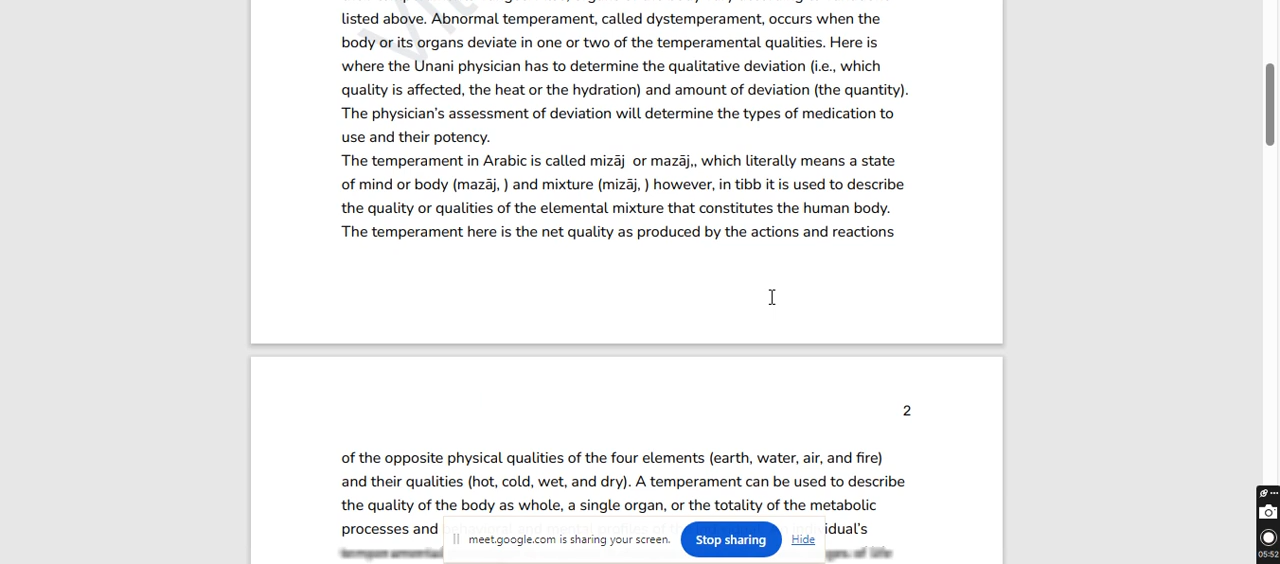 listed above. Abnormal temperament, called dystemperament, occurs when the
body or its organs deviate in one or two of the temperamental qualities. Here is
where the Unani physician has to determine the qualitative deviation (i.e., which
quality is affected, the heat or the hydration) and amount of deviation (the quantity).
The physician's assessment of deviation will determine the types of medication to
use and their potency.
The temperament in Arabic is called mizāj or mazāj,, which literally means a state
of mind or body (mazāj, ) and mixture (mizāj, ) however, in tibb it is used to describe
the quality or qualities of the elemental mixture that constitutes the human body.
The temperament here is the net quality as produced by the actions and reactions
2
of the opposite physical qualities of the four elements (earth, water, air, and fire)
and their qualities (hot, cold, wet, and dry). A temperament can be used to describe
the quality of the body as whole, a single organ, or the totality of the metabolic
processes and
meet.google.com is sharing your screen.
Stop sharing
Hide
05:52